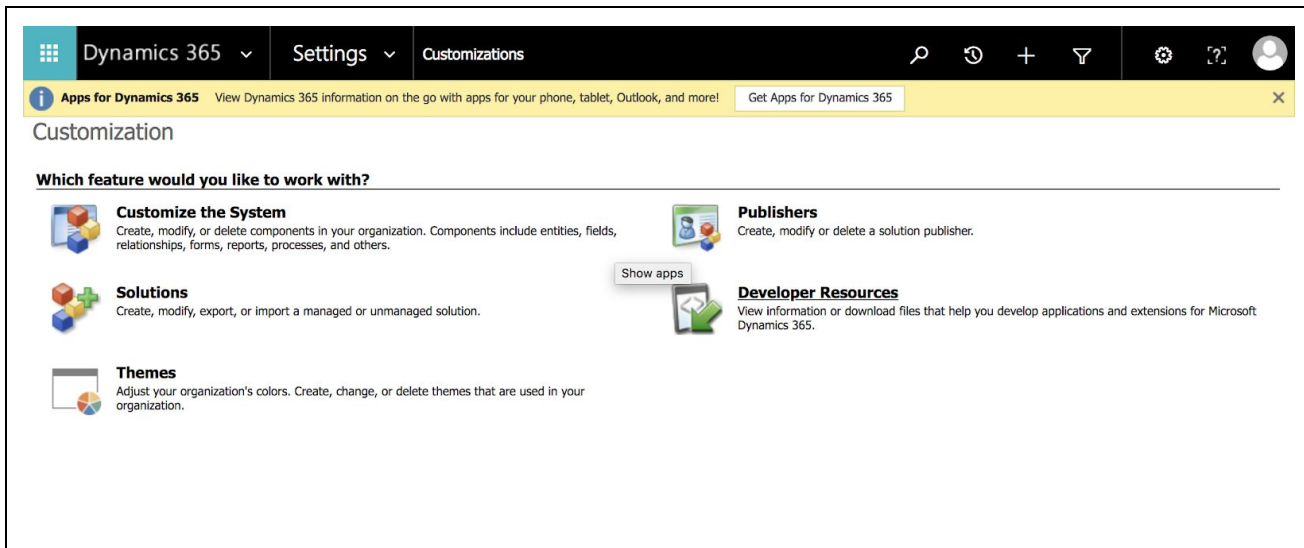 Dynamics 365 Settings Customizations [?]
Apps for Dynamics 365 View Dynamics 365 information on the go with apps for your phone, tablet, Outlook, and more! Get Apps for Dynamics 365
Customization
Which feature would you like to work with?
Customize the System
Create, modify, or delete components in your organization. Components include entities, fields,
relationships, forms, reports, processes, and others.
Publishers
Create, modify or delete a solution publisher.
Show apps
Solutions
Create, modify, export, or import a managed or unmanaged solution.
Developer Resources
View information or download files that help you develop applications and extensions for Microsoft
Dynamics 365.
Themes
Adjust your organization's colors. Create, change, or delete themes that are used in your
organization.